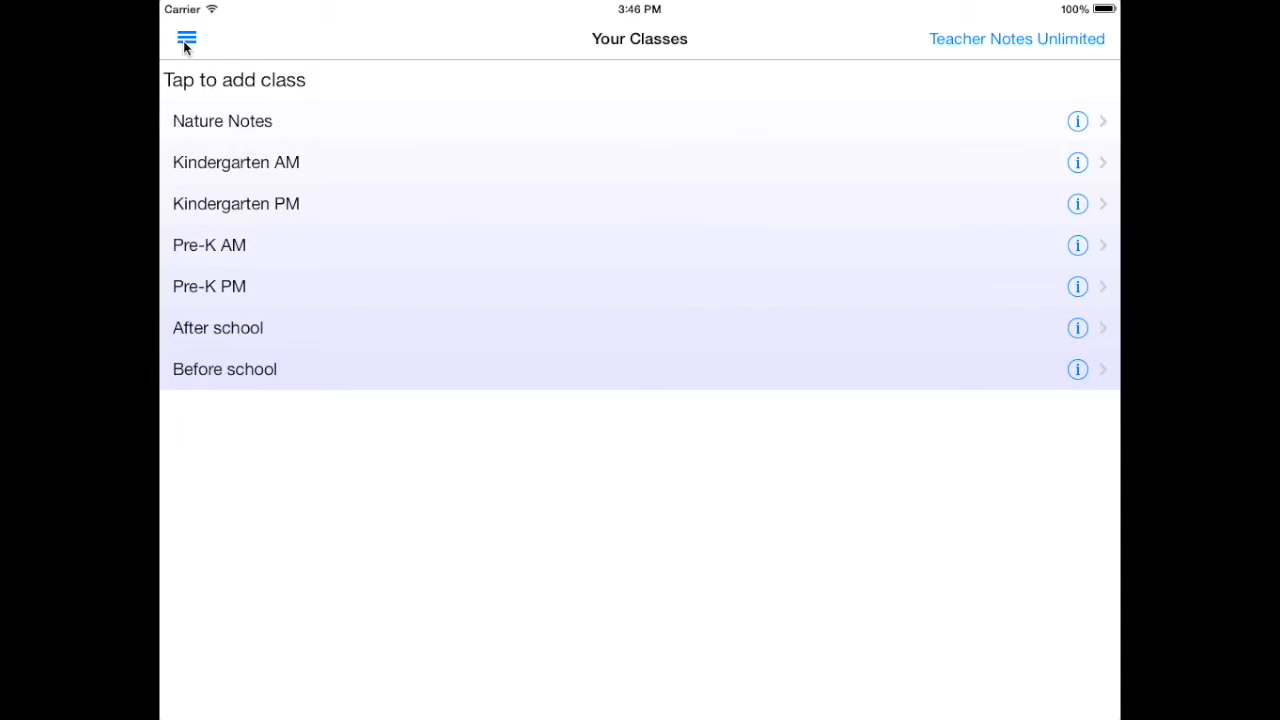 Carrier 3:46 PM 100%
Your Classes Teacher Notes Unlimited
Tap to add class
Nature Notes
Kindergarten AM
Kindergarten PM
Pre-K AM
Pre-K PM
After school
Before school